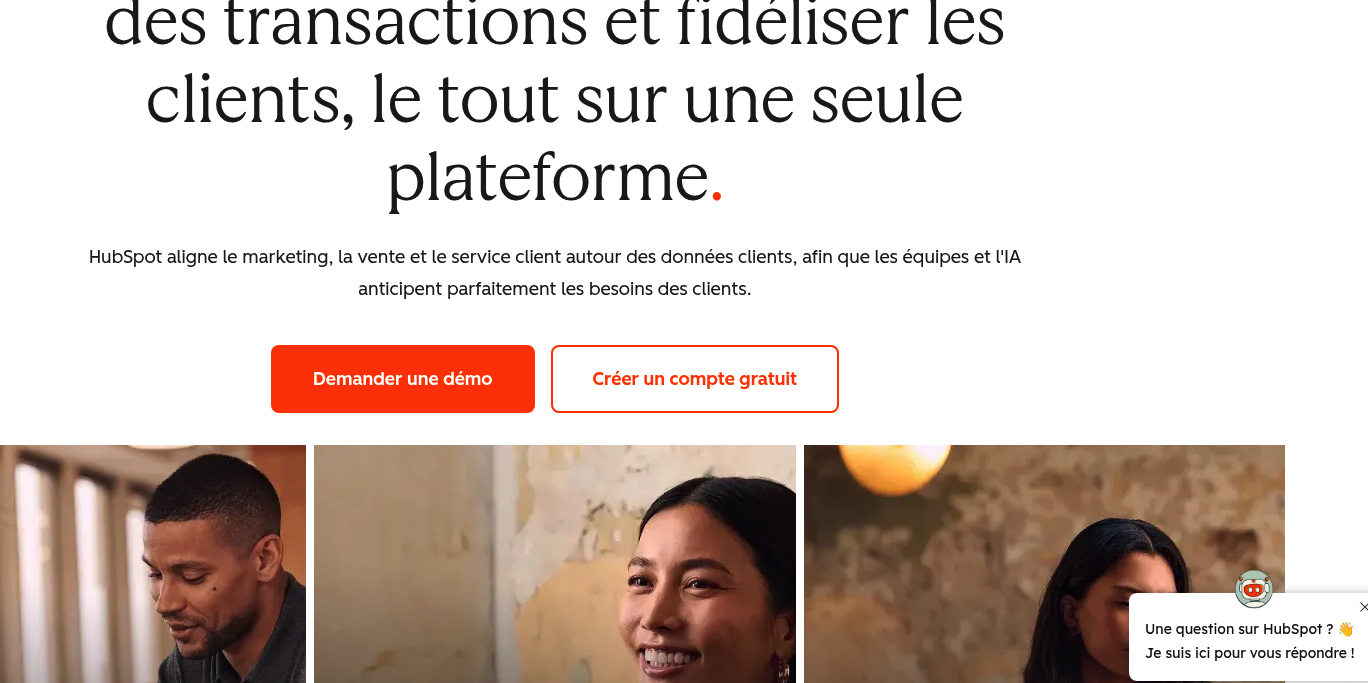 des transactions et fidéliser les
clients, le tout sur une seule
plateforme.
HubSpot aligne le marketing, la vente et le service client autour des données clients, afin que les équipes et l'IA
anticipent parfaitement les besoins des clients.
Demander une démo
Créer un compte gratuit
Une question sur HubSpot ? 👋
Je suis ici pour vous répondre !